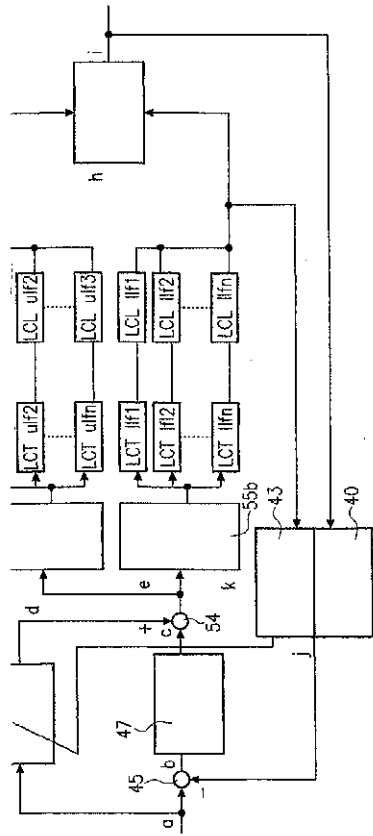 i
h
LCT ulf2
LCL ulf2
LCT ulfn
LCL ulf3
LCT llf1
LCL llf1
LCT lfl2
LCL llf2
LCT llfn
LCL llfn
d
e
+
c
54
k
55b
a
45
b
47
−
j
43
40